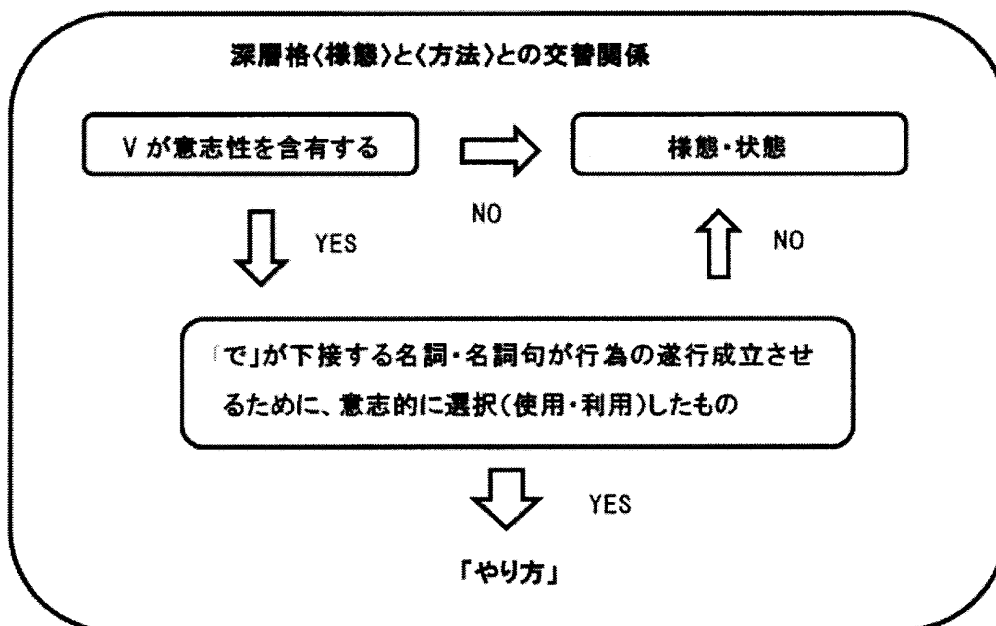 深層格〈様態〉と〈方法〉との交替関係
Vが意志性を含有する
様態・状態
NO
YES
NO
「で」が下接する名詞・名詞句が行為の遂行成立させ
るために、意志的に選択(使用・利用)したもの
YES
「やり方」